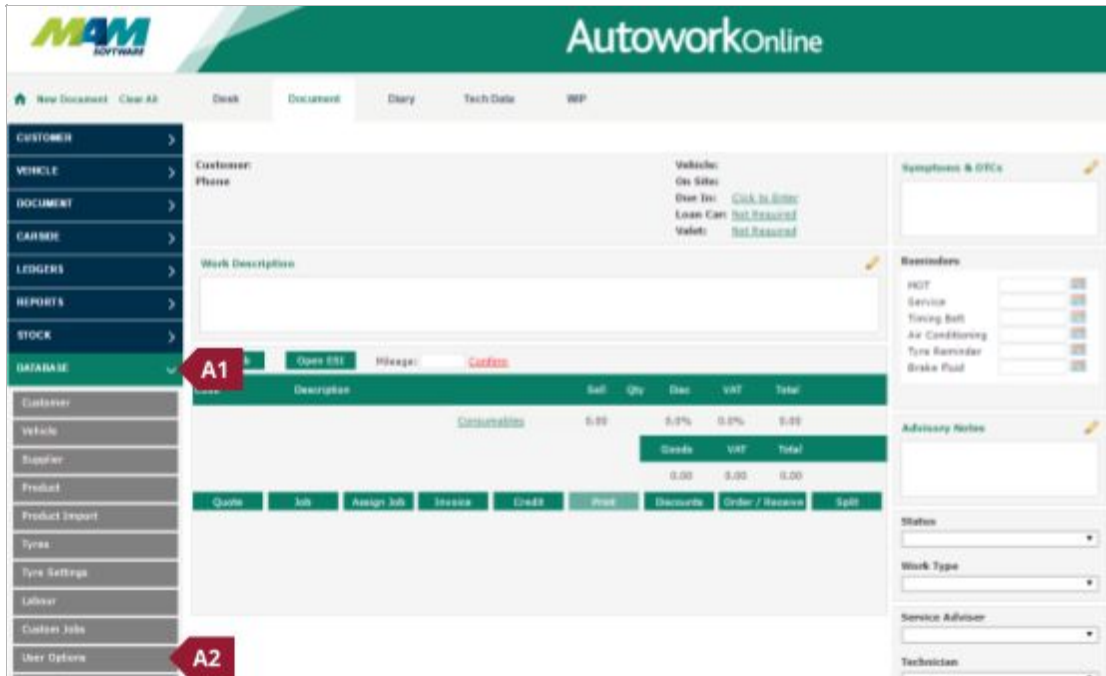 MAM
SOFTWARE
AutoworkOnline
New Document Clear All
Desk Document Diary Tech Data WIP
CUSTOMER
VEHICLE
DOCUMENT
CARSIDE
LEDGERS
REPORTS
STOCK
DATABASE
A1
Customer
Vehicle
Supplier
Product
Product Import
Tyres
Tyre Settings
Labour
Custom Jobs
User Options
A2
Customer:
Phone
Vehicle:
On Site:
Due In: Click to Enter
Loan Car: Not Required
Valet: Not Required
Work Description
Open ESI Mileage: Confirm
Description Sell Qty Disc VAT Total
Consumables 0.00 0.0% 0.0% 0.00
Goods VAT Total
0.00 0.00 0.00
Quote Job Assign Job Invoice Credit Print Discounts Order / Receive Split
Symptoms & DTCs
Reminders
MOT
Service
Timing Belt
Air Conditioning
Tyre Reminder
Brake Fluid
Advisory Notes
Status
Work Type
Service Adviser
Technician